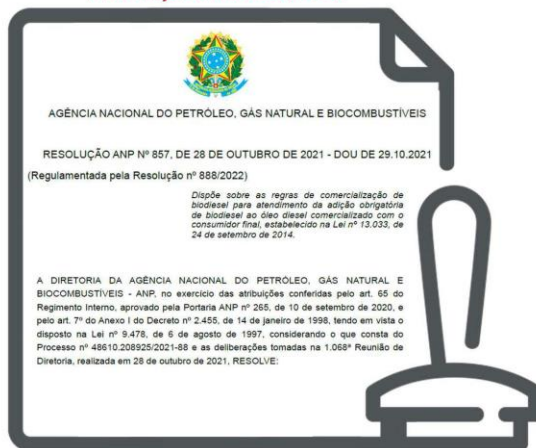 AGÊNCIA NACIONAL DO PETRÓLEO, GÁS NATURAL E BIOCOMBUSTÍVEIS
RESOLUÇÃO ANP Nº 857, DE 28 DE OUTUBRO DE 2021 - DOU DE 29.10.2021
(Regulamentada pela Resolução nº 888/2022)
Dispõe sobre as regras de comercialização de
biodiesel para atendimento da adição obrigatória
de biodiesel ao óleo diesel comercializado com o
consumidor final, estabelecido na Lei nº 13.033, de
24 de setembro de 2014.
A DIRETORIA DA AGÊNCIA NACIONAL DO PETRÓLEO, GÁS NATURAL E
BIOCOMBUSTÍVEIS - ANP, no exercício das atribuições conferidas pelo art. 65 do
Regimento Interno, aprovado pela Portaria ANP nº 265, de 10 de setembro de 2020, e
pelo art. 7º do Anexo I do Decreto nº 2.455, de 14 de janeiro de 1998, tendo em vista o
disposto na Lei nº 9.478, de 6 de agosto de 1997, considerando o que consta do
Processo nº 48610.208925/2021-88 e as deliberações tomadas na 1.068ª Reunião de
Diretoria, realizada em 28 de outubro de 2021, RESOLVE: